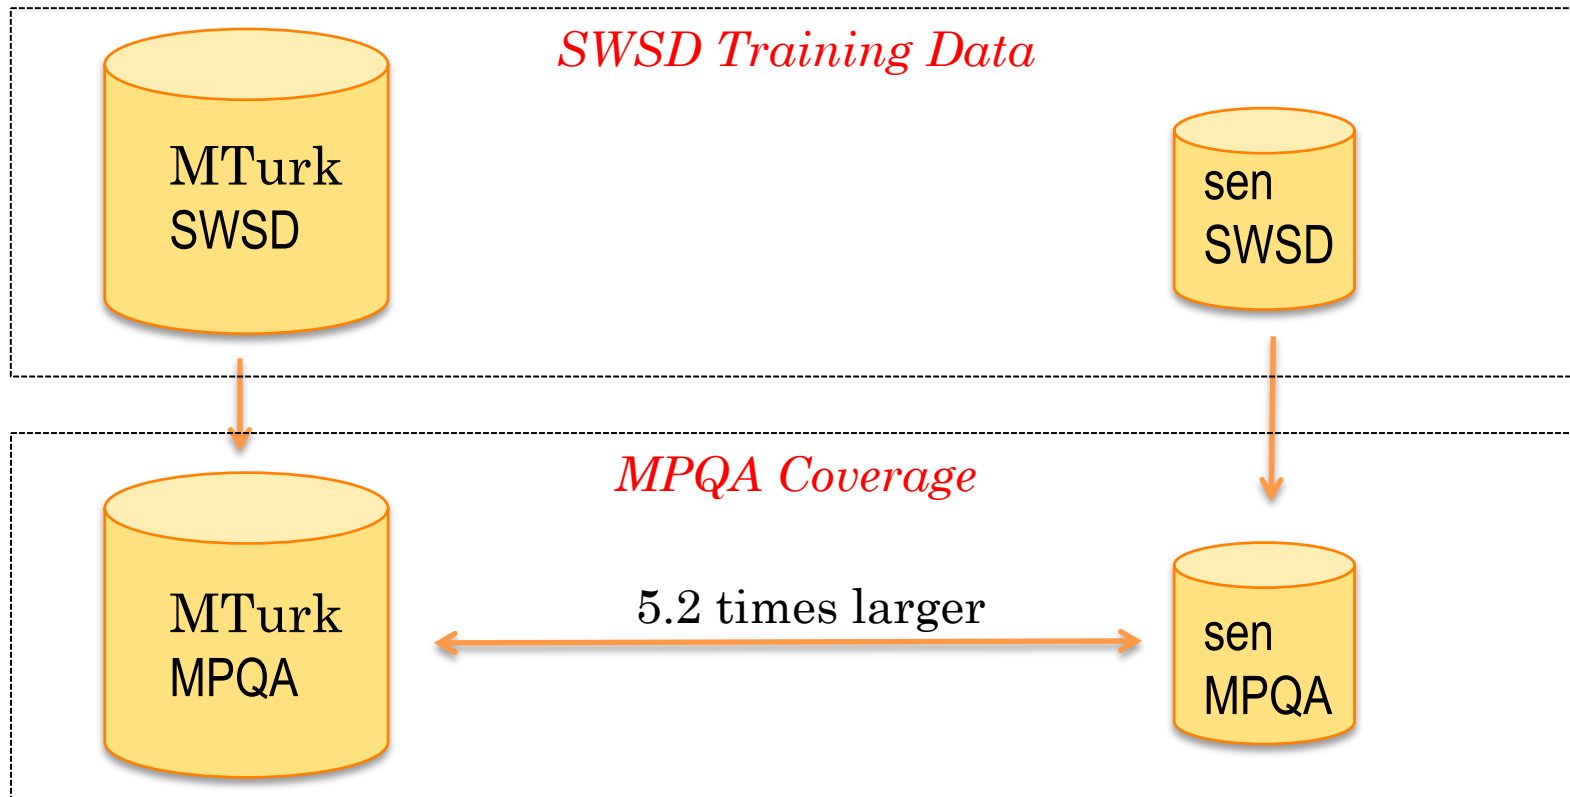 SWSD Training Data
MTurk
SWSD
sen
SWSD
MPQA Coverage
MTurk
MPQA
5.2 times larger
sen
MPQA